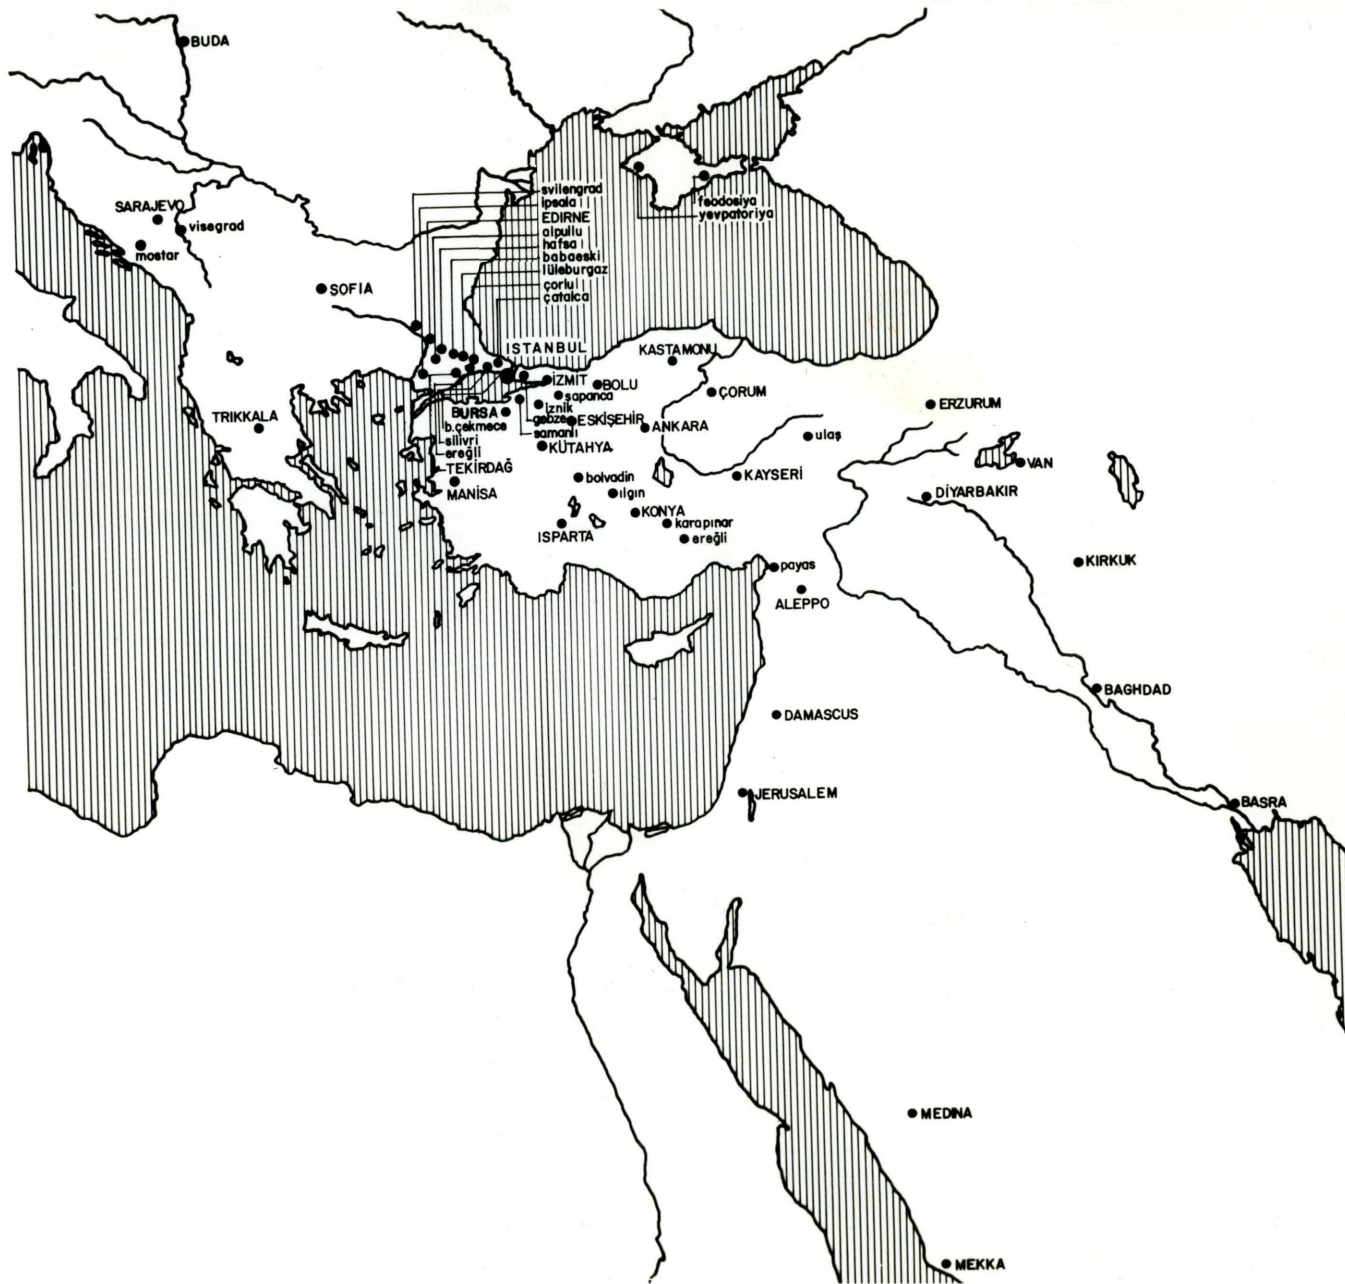 BUDA
SARAJEVO
visegrad
mostar
SOFIA
TRIKKALA
svilengrad
ipsala
EDIRNE
alpullu
hafsa
babaeski
lüleburgaz
çorlu
çatalca
feodosiya
yevpatoriya
ISTANBUL
KASTAMONU
İZMİT
BOLU
sapanca
ÇORUM
ERZURUM
BURSA
iznik
gebze
ESKİŞEHİR
ANKARA
b.çekmece
samanlı
silivri
ereğli
KÜTAHYA
ulaş
TEKİRDAĞ
MANİSA
bolvadin
ılgın
KAYSERİ
VAN
DİYARBAKIR
ISPARTA
KONYA
karapınar
ereğli
payas
ALEPPO
KIRKUK
BAGHDAD
DAMASCUS
JERUSALEM
BASRA
MEDINA
MEKKA